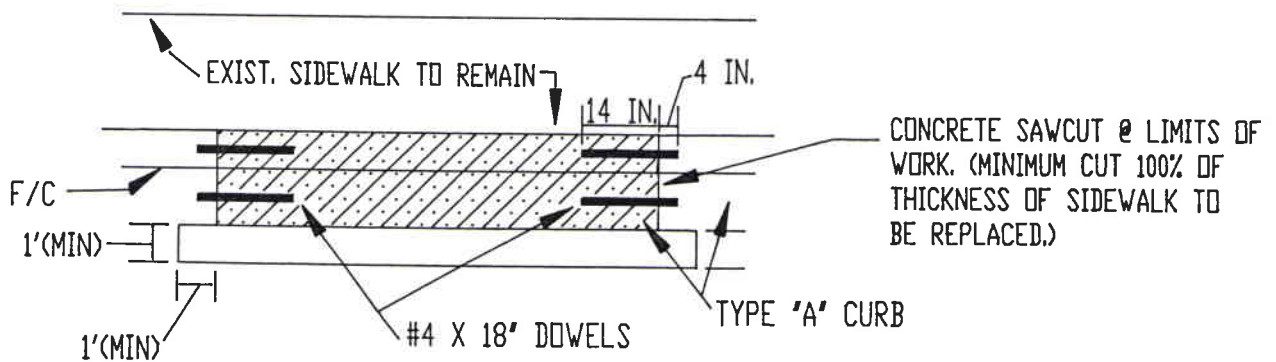 EXIST. SIDEWALK TO REMAIN
4 IN.
14 IN.
CONCRETE SAWCUT @ LIMITS OF
WORK. (MINIMUM CUT 100% OF
THICKNESS OF SIDEWALK TO
BE REPLACED.)
F/C
1'(MIN)
TYPE "A" CURB
#4 X 18" DOWELS
1'(MIN)